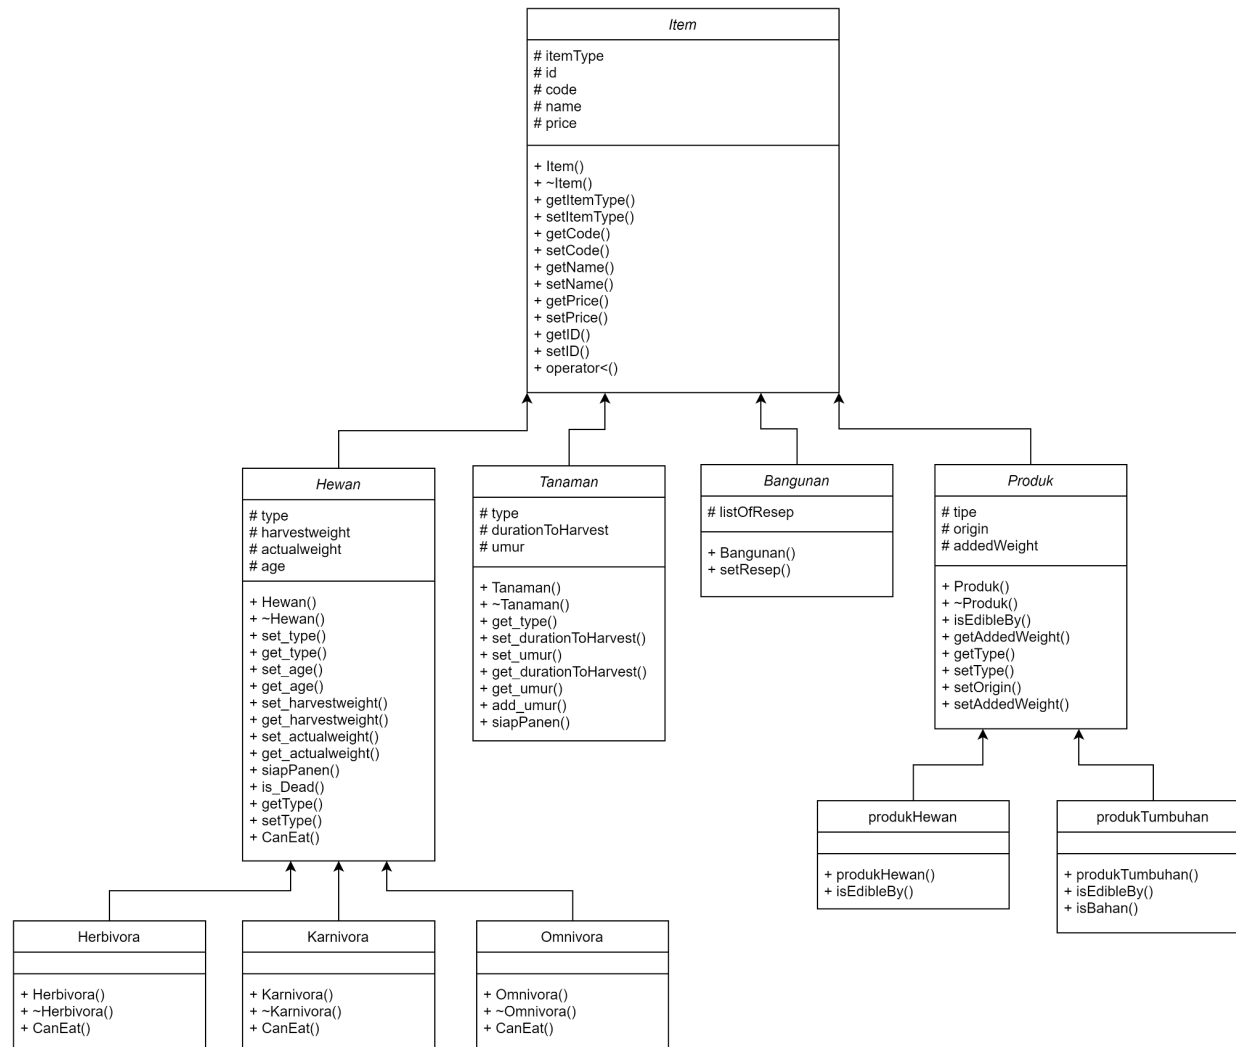 Item
# itemType
# id
# code
# name
# price
+ Item()
+ ~Item()
+ getItemType()
+ setItemType()
+ getCode()
+ setCode()
+ getName()
+ setName()
+ getPrice()
+ setPrice()
+ getID()
+ setID()
+ operator<()
Hewan
# type
# harvestweight
# actualweight
# age
+ Hewan()
+ ~Hewan()
+ set_type()
+ get_type()
+ set_age()
+ get_age()
+ set_harvestweight()
+ get_harvestweight()
+ set_actualweight()
+ get_actualweight()
+ siapPanen()
+ is_Dead()
+ getType()
+ setType()
+ CanEat()
Tanaman
# type
# durationToHarvest
# umur
+ Tanaman()
+ ~Tanaman()
+ get_type()
+ set_durationToHarvest()
+ set_umur()
+ get_durationToHarvest()
+ get_umur()
+ add_umur()
+ siapPanen()
Bangunan
# listOfResep
+ Bangunan()
+ setResep()
Produk
# tipe
# origin
# addedWeight
+ Produk()
+ ~Produk()
+ isEdibleBy()
+ getAddedWeight()
+ getType()
+ setType()
+ setOrigin()
+ setAddedWeight()
produkHewan
+ produkHewan()
+ isEdibleBy()
produkTumbuhan
+ produkTumbuhan()
+ isEdibleBy()
+ isBahan()
Herbivora
+ Herbivora()
+ ~Herbivora()
+ CanEat()
Karnivora
+ Karnivora()
+ ~Karnivora()
+ CanEat()
Omnivora
+ Omnivora()
+ ~Omnivora()
+ CanEat()